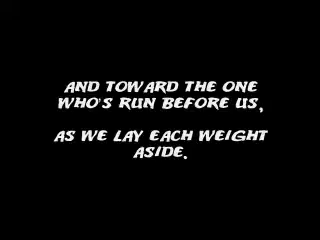 AND TOWARD THE ONE
WHO'S RUN BEFORE US,
AS WE LAY EACH WEIGHT
ASIDE.